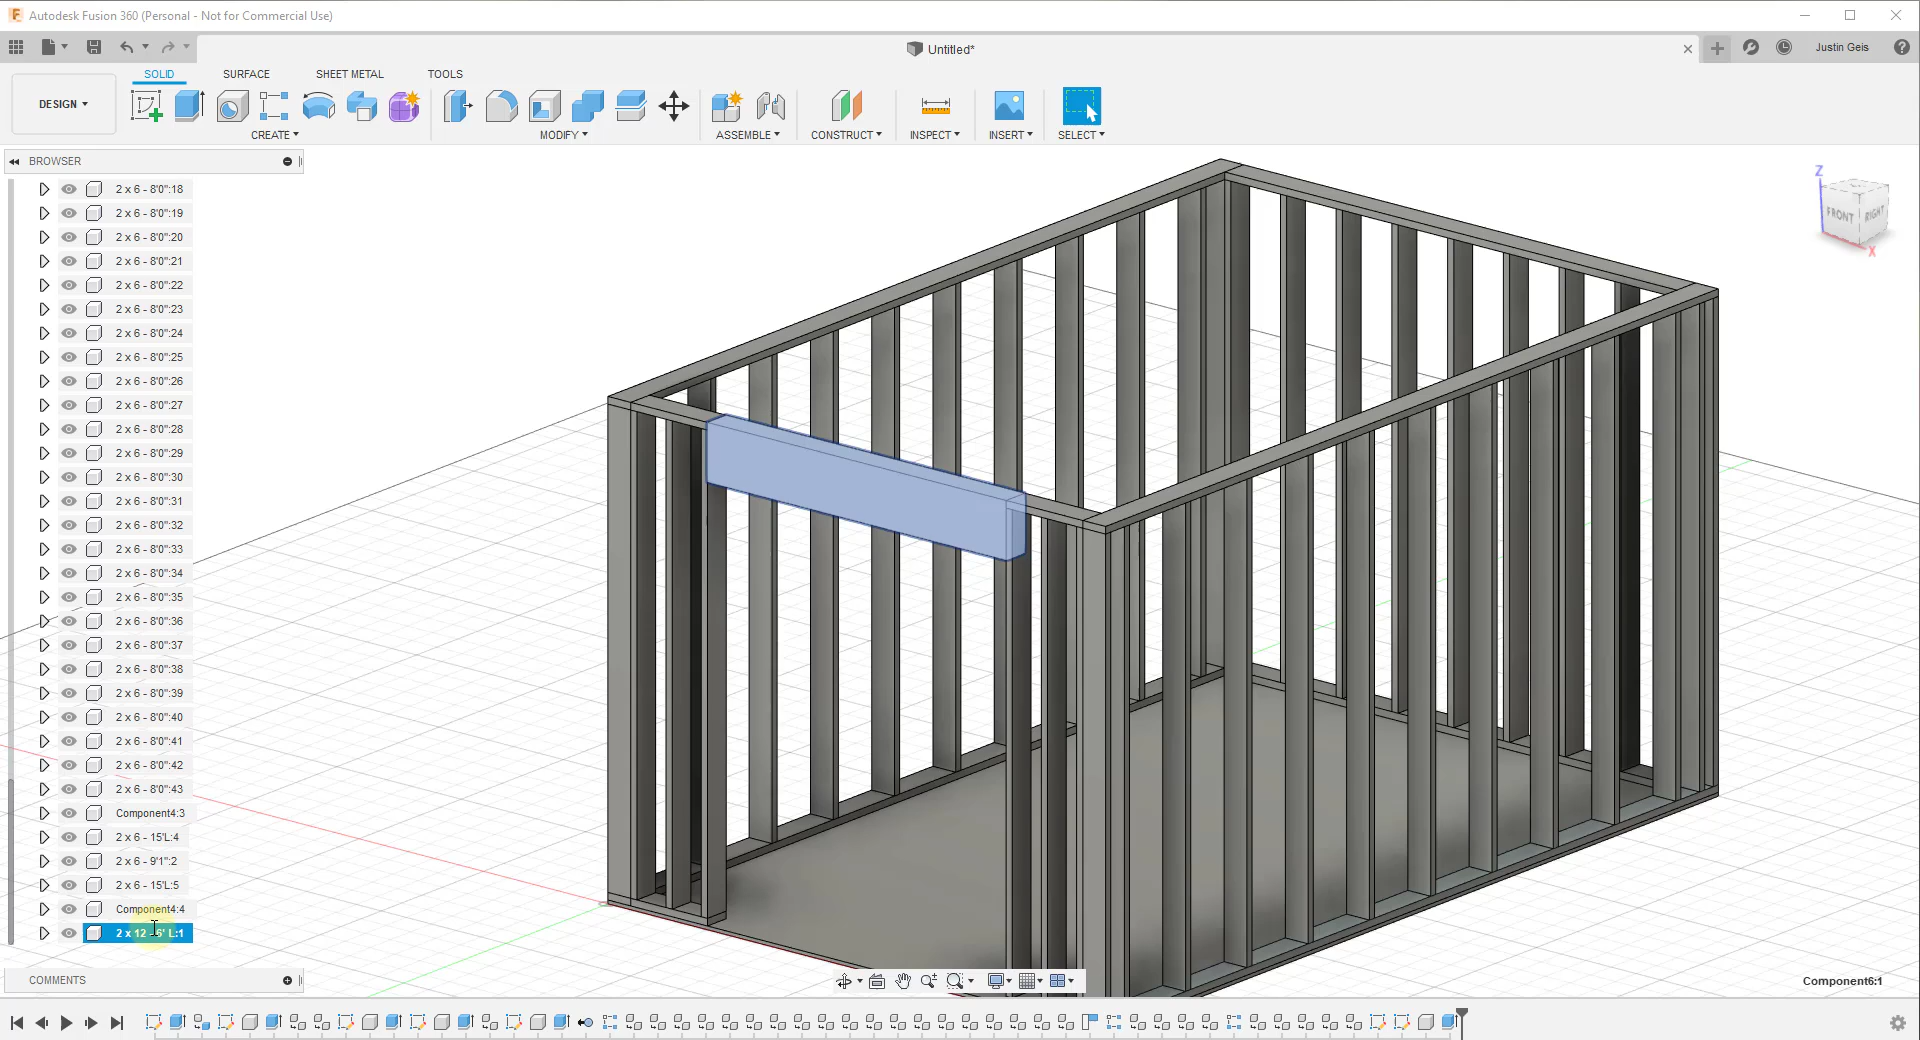 Autodesk Fusion 360 (Personal - Not for Commercial Use)
Untitled*
Justin Geis
DESIGN
SOLID
SURFACE
SHEET METAL
TOOLS
CREATE
MODIFY
ASSEMBLE
CONSTRUCT
INSPECT
INSERT
SELECT
BROWSER
2 x 6 - 8'0":18
2 x 6 - 8'0":19
2 x 6 - 8'0":20
2 x 6 - 8'0":21
2 x 6 - 8'0":22
2 x 6 - 8'0":23
2 x 6 - 8'0":24
2 x 6 - 8'0":25
2 x 6 - 8'0":26
2 x 6 - 8'0":27
2 x 6 - 8'0":28
2 x 6 - 8'0":29
2 x 6 - 8'0":30
2 x 6 - 8'0":31
2 x 6 - 8'0":32
2 x 6 - 8'0":33
2 x 6 - 8'0":34
2 x 6 - 8'0":35
2 x 6 - 8'0":36
2 x 6 - 8'0":37
2 x 6 - 8'0":38
2 x 6 - 8'0":39
2 x 6 - 8'0":40
2 x 6 - 8'0":41
2 x 6 - 8'0":42
2 x 6 - 8'0":43
Component4:3
2 x 6 - 15'L:4
2 x 6 - 9'1":2
2 x 6 - 15'L:5
Component4:4
2 x 12 - 6' L:1
Z
FRONT
RIGHT
X
COMMENTS
Component6:1